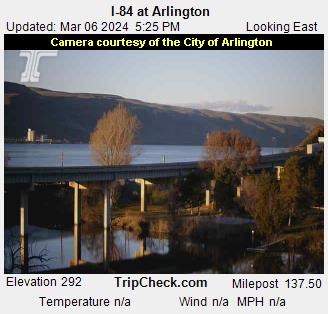 I-84 at Arlington
Updated: Mar 06 2024 5:25 PM Looking East
Camera courtesy of the City of Arlington
Elevation 292 TripCheck.com Milepost 137.50
Temperature n/a Wind n/a MPH n/a